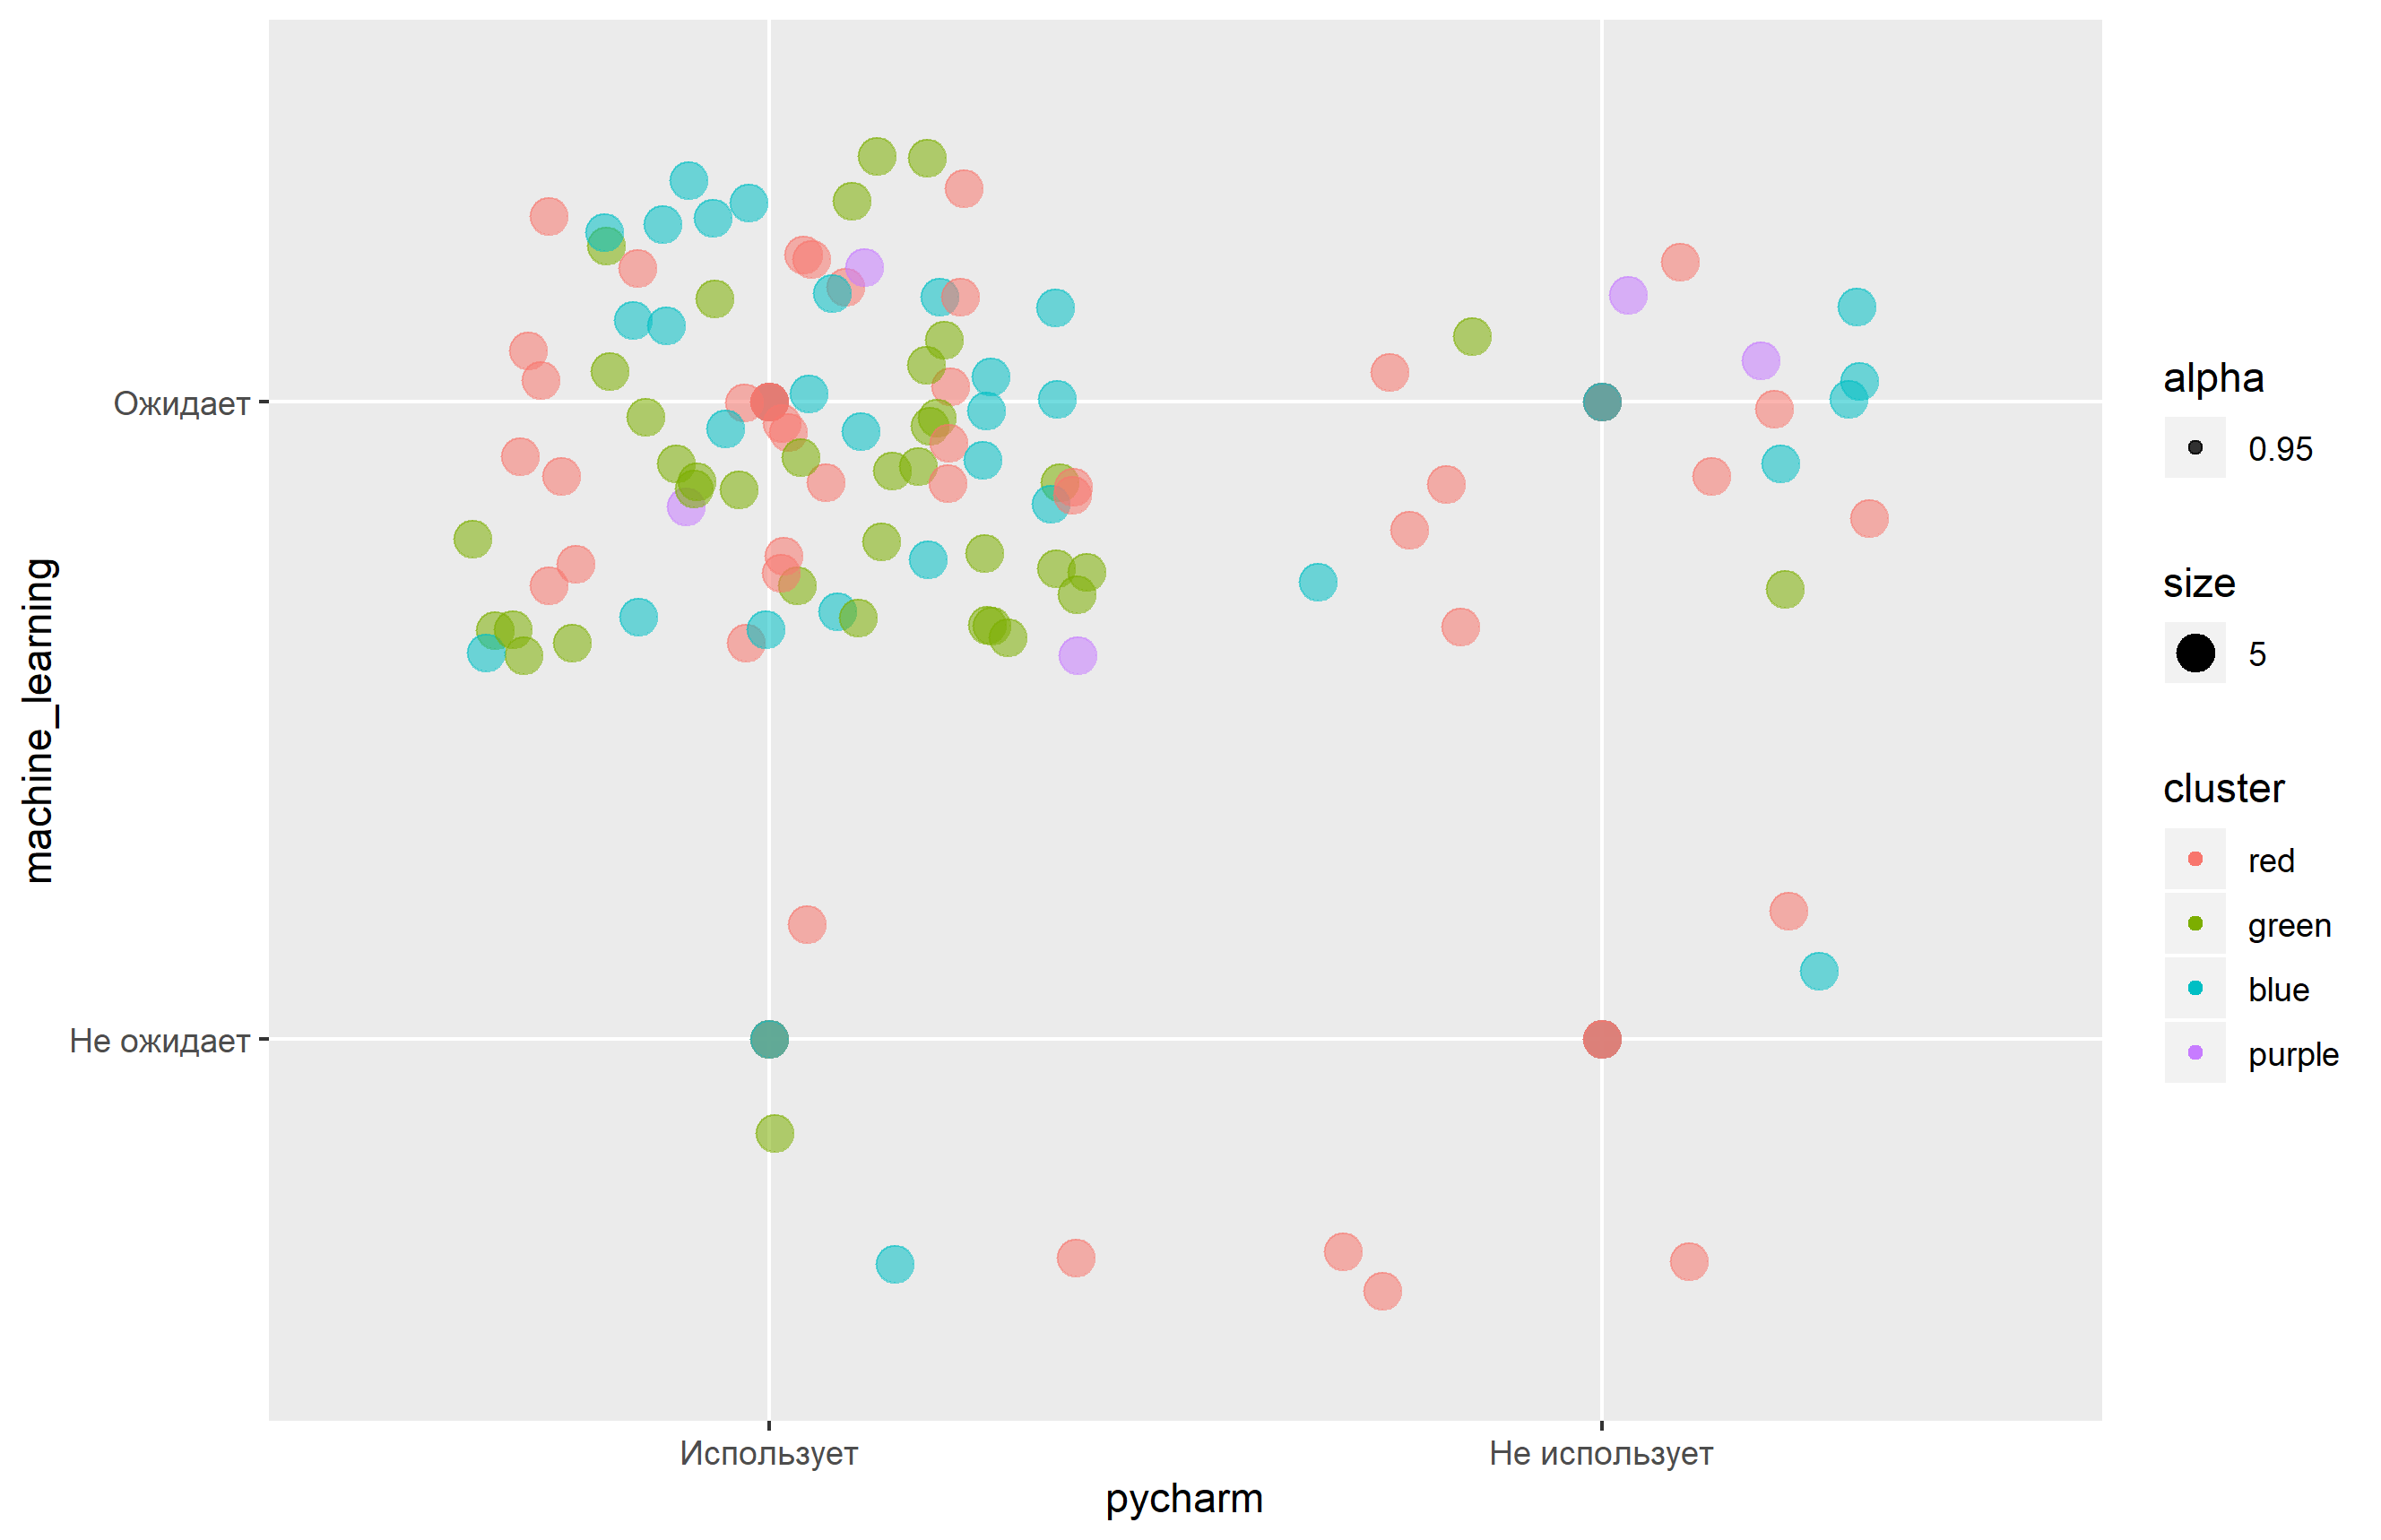 machine_learning
Ожидает
Не ожидает
Использует
Не использует
pycharm
alpha
0.95
size
5
cluster
red
green
blue
purple